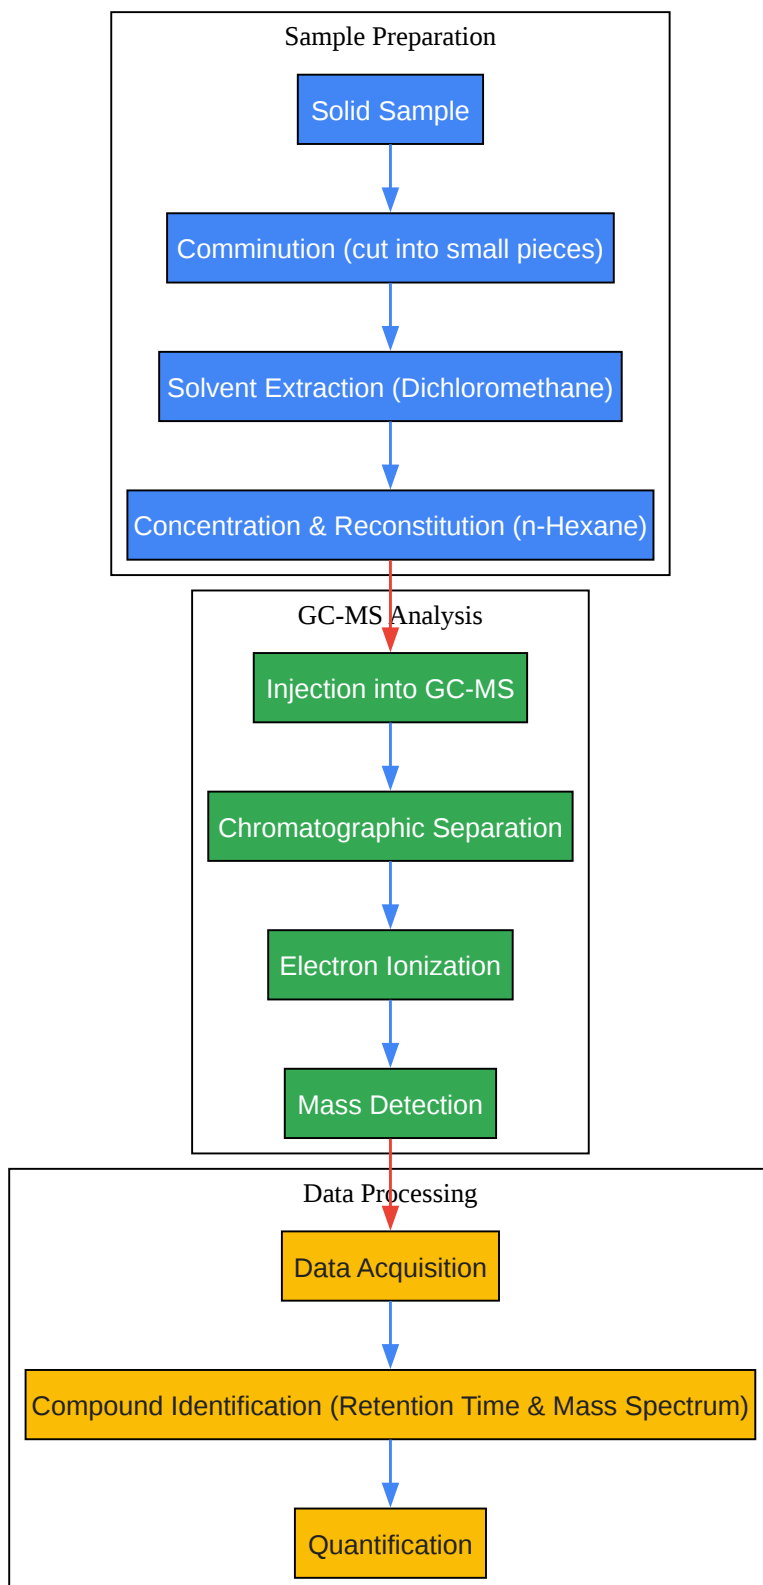 Sample Preparation
Solid Sample
Comminution (cut into small pieces)
Solvent Extraction (Dichloromethane)
Concentration & Reconstitution (n-Hexane)
GC-MS Analysis
Injection into GC-MS
Chromatographic Separation
Electron Ionization
Mass Detection
Data Processing
Data Acquisition
Compound Identification (Retention Time & Mass Spectrum)
Quantification